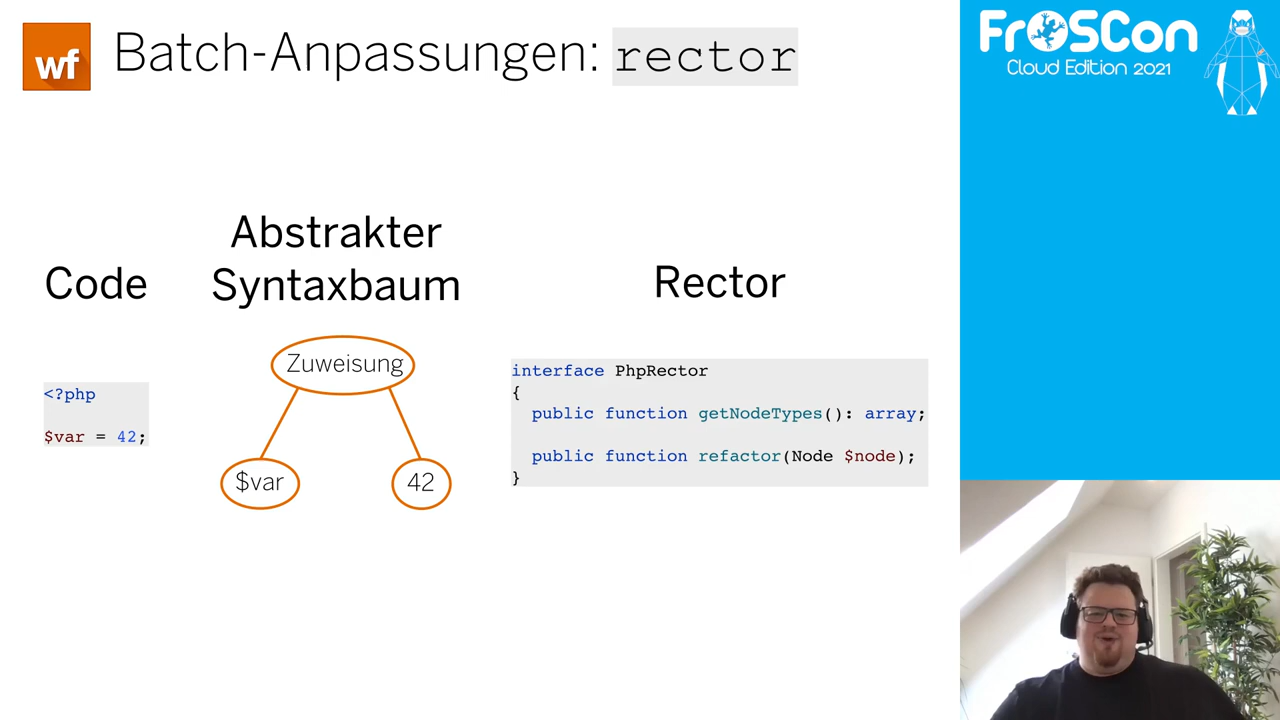 wf
Batch-Anpassungen: rector
FrOSCon
Cloud Edition 2021
Code
Abstrakter
Syntaxbaum
Rector
<?php
$var = 42;
Zuweisung
$var
42
interface PhpRector
{
public function getNodeTypes(): array;
public function refactor(Node $node);
}